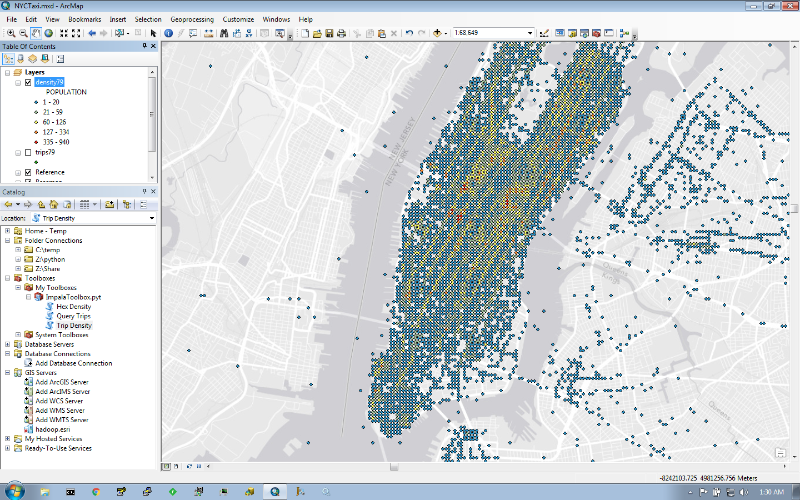 NYCTaxi.msd - ArcMap
File Edit View Bookmarks Insert Selection Geoprocessing Customize Windows Help
1:68,649
Table Of Contents
Layers
density79
POPULATION
1 - 20
21 - 59
60 - 126
127 - 334
335 - 940
trips79
Reference
Catalog
Location: Trip Density
Home - Temp
Folder Connections
C:\temp
Z:\python
Z:\Share
Toolboxes
My Toolboxes
ImpalaToolbox.pyt
Hex Density
Query Trips
Trip Density
System Toolboxes
Database Servers
Database Connections
Add Database Connection
GIS Servers
Add ArcGIS Server
Add ArcIMS Server
Add WCS Server
Add WMS Server
Add WMTS Server
hadoop.esri
My Hosted Services
Ready-To-Use Services
NEW JERSEY
NEW YORK
-8242103.725 4981256.756 Meters
1:30 AM